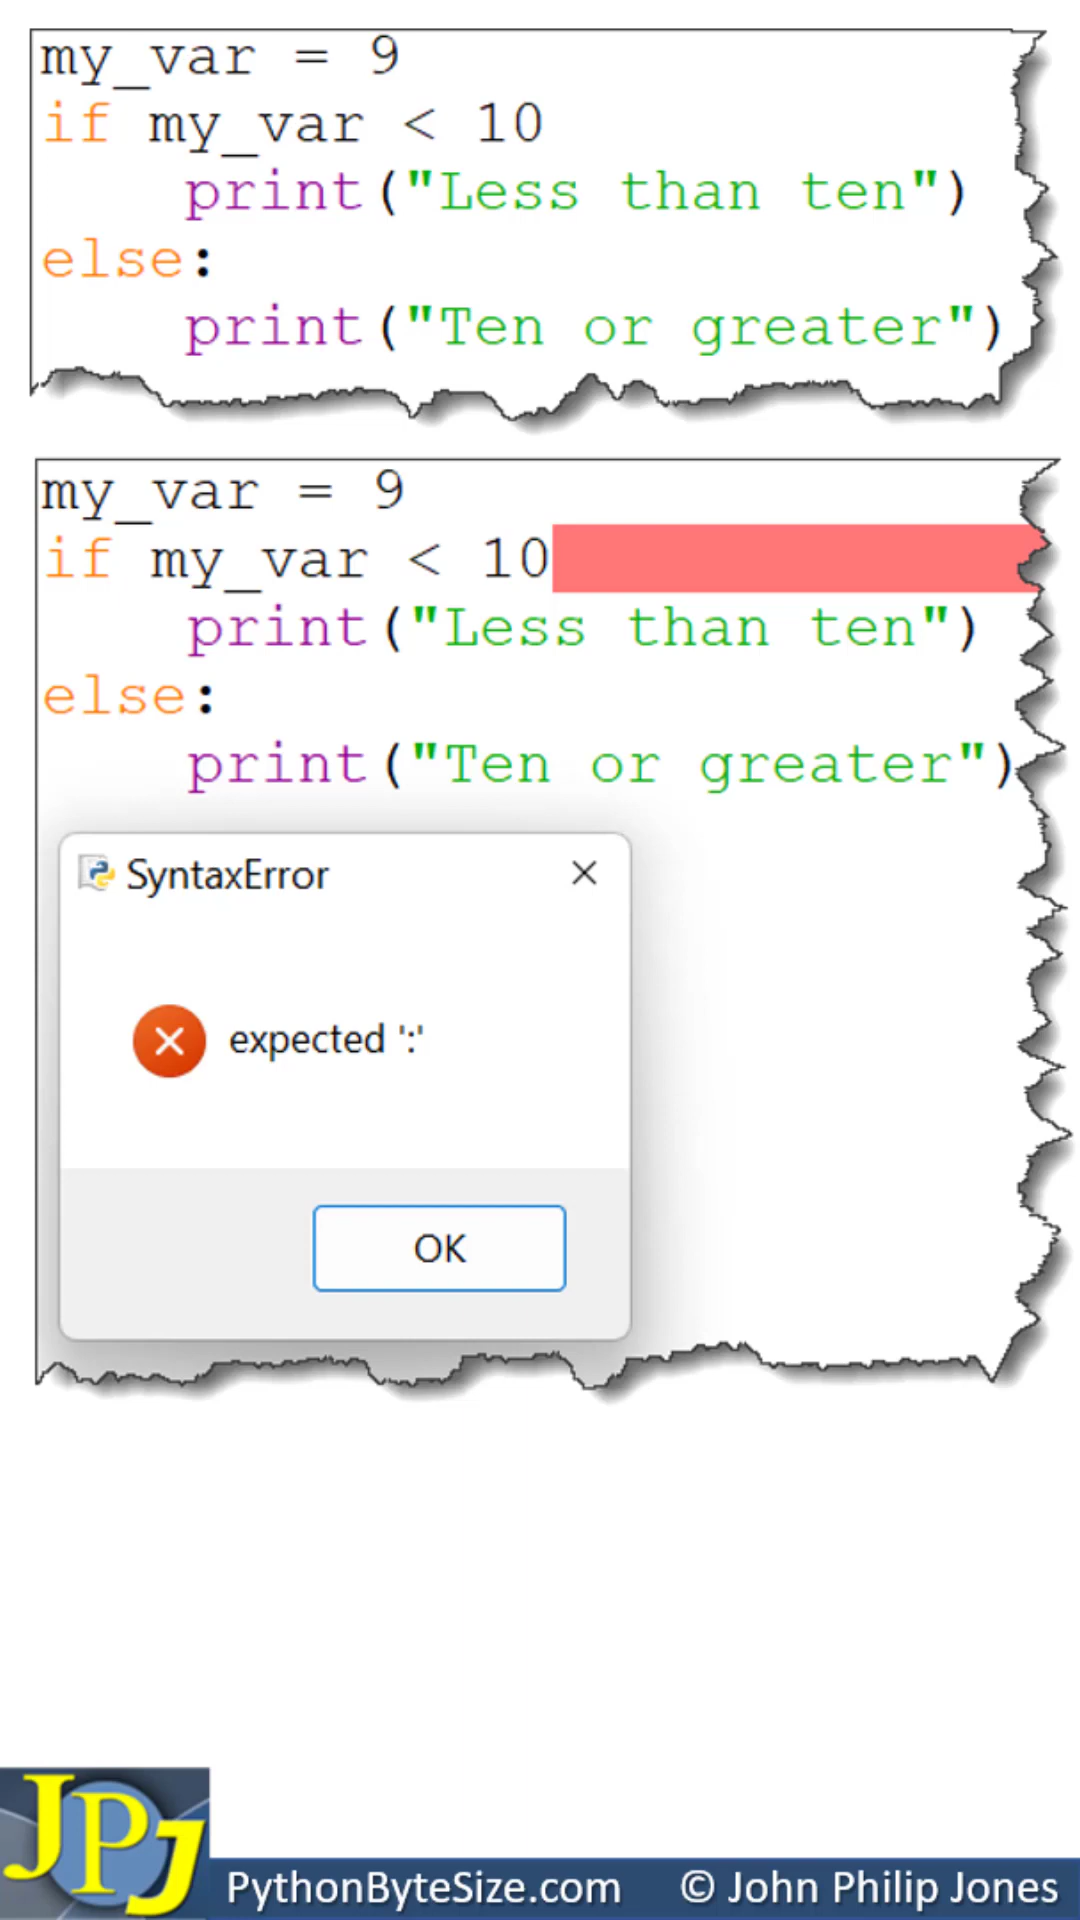 my_var = 9
if my_var < 10
    print("Less than ten")
else:
    print("Ten or greater")
my_var = 9
if my_var < 10
    print("Less than ten")
else:
    print("Ten or greater")
SyntaxError
expected ':'
OK
JPJ
PythonByteSize.com © John Philip Jones